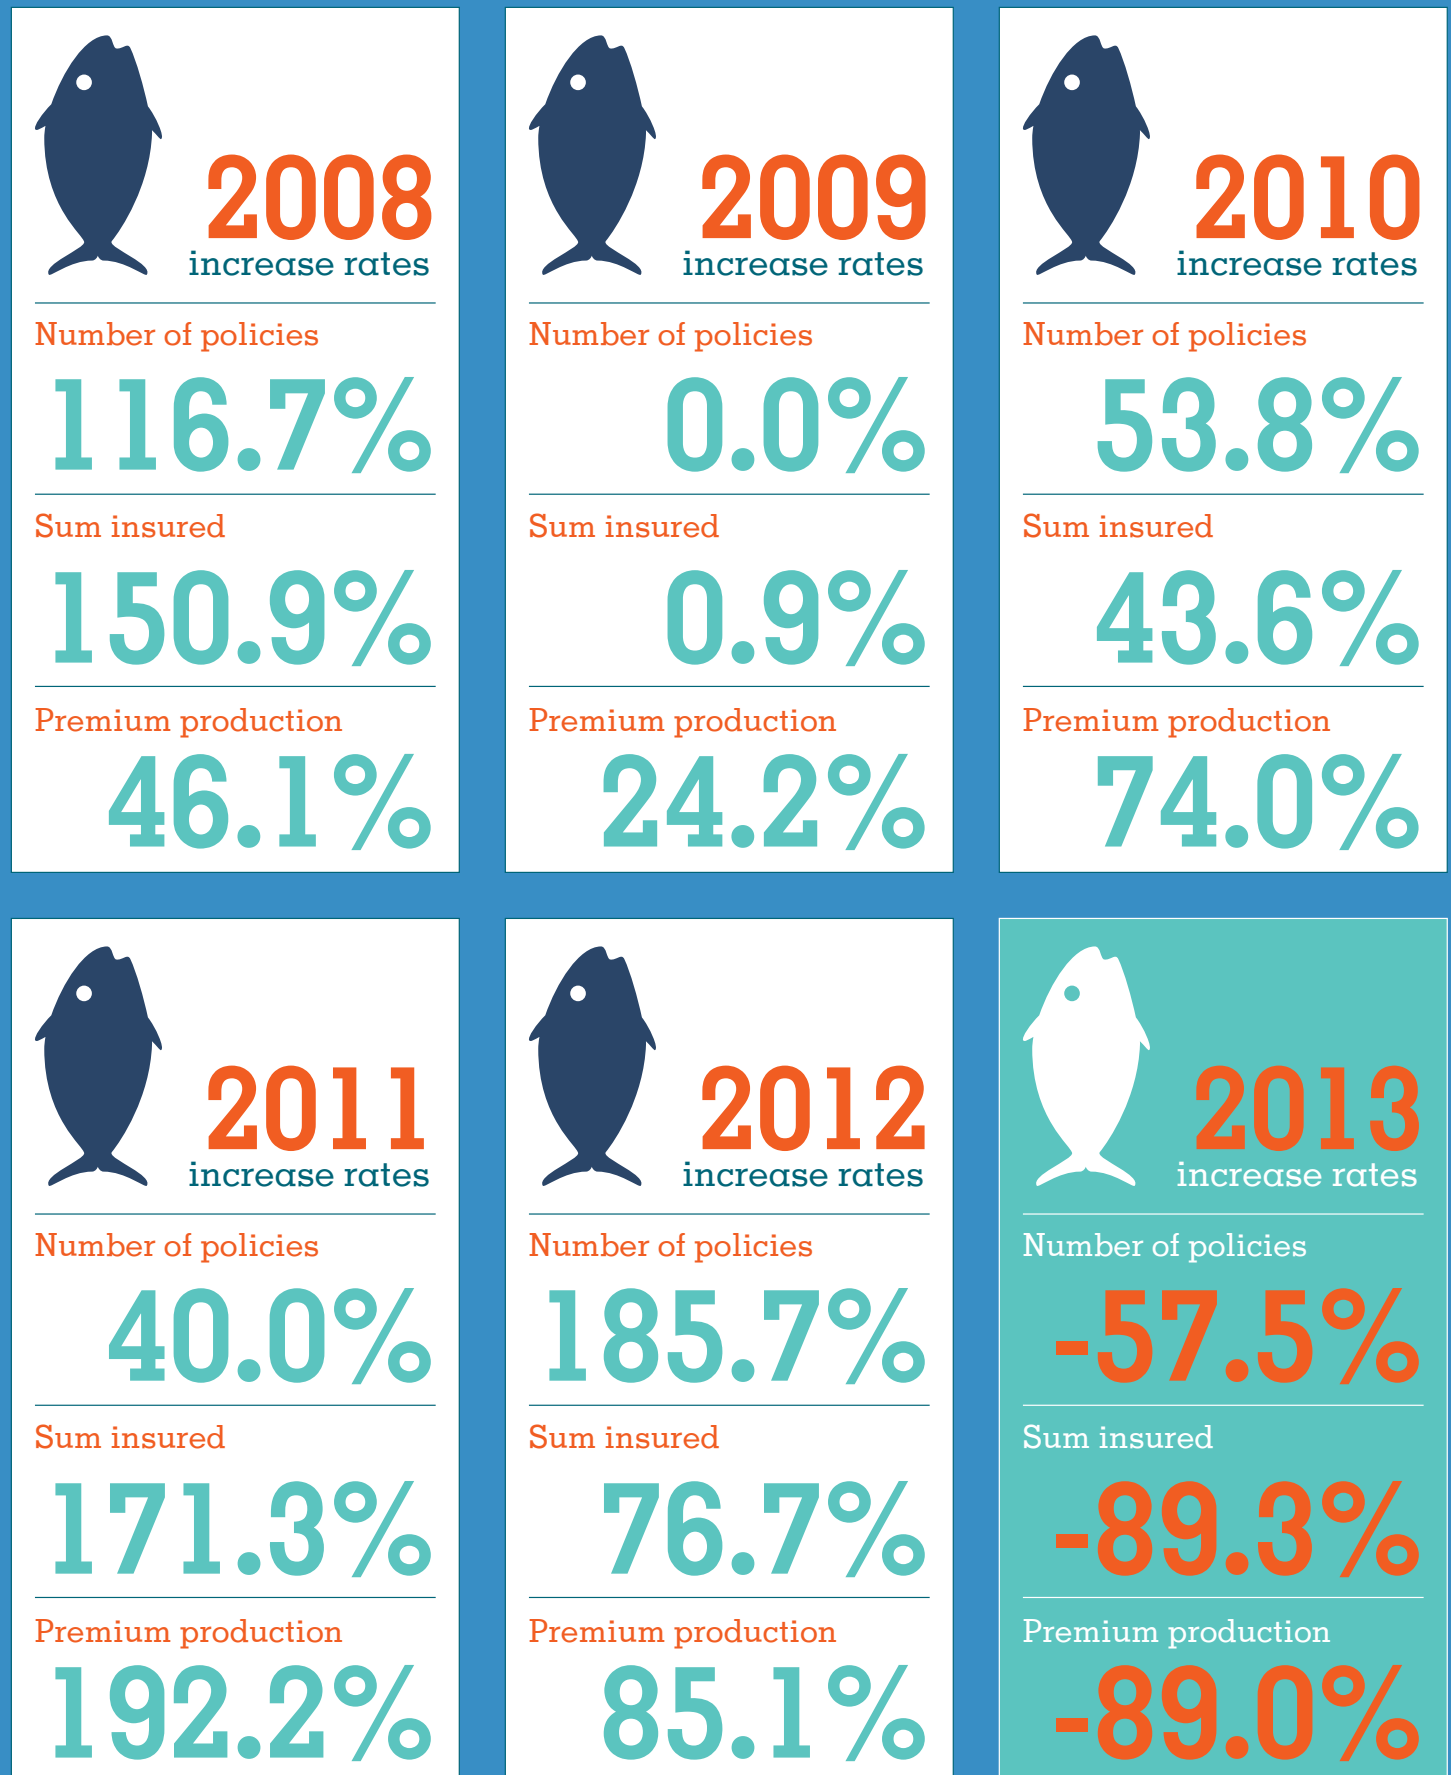 2008
increase rates
Number of policies
116.7%
Sum insured
150.9%
Premium production
46.1%
2009
increase rates
Number of policies
0.0%
Sum insured
0.9%
Premium production
24.2%
2010
increase rates
Number of policies
53.8%
Sum insured
43.6%
Premium production
74.0%
2011
increase rates
Number of policies
40.0%
Sum insured
171.3%
Premium production
192.2%
2012
increase rates
Number of policies
185.7%
Sum insured
76.7%
Premium production
85.1%
2013
increase rates
Number of policies
-57.5%
Sum insured
-89.3%
Premium production
-89.0%